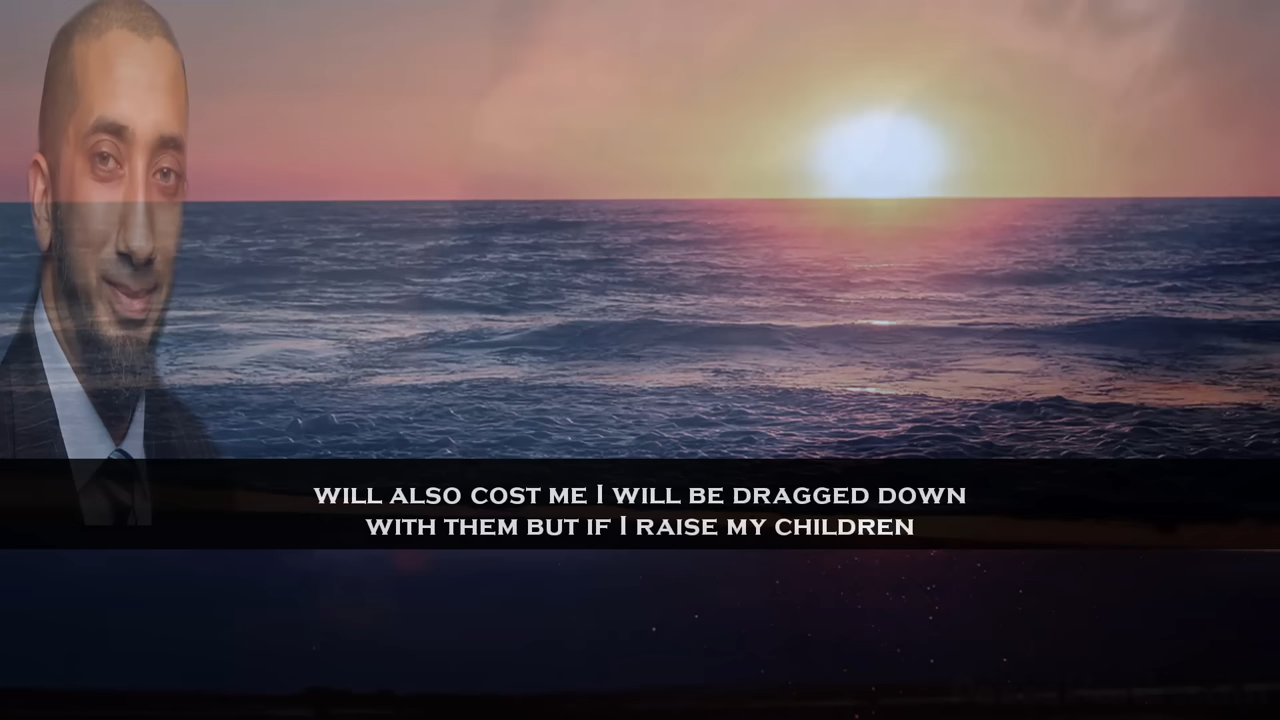 WILL ALSO COST ME I WILL BE DRAGGED DOWN
WITH THEM BUT IF I RAISE MY CHILDREN